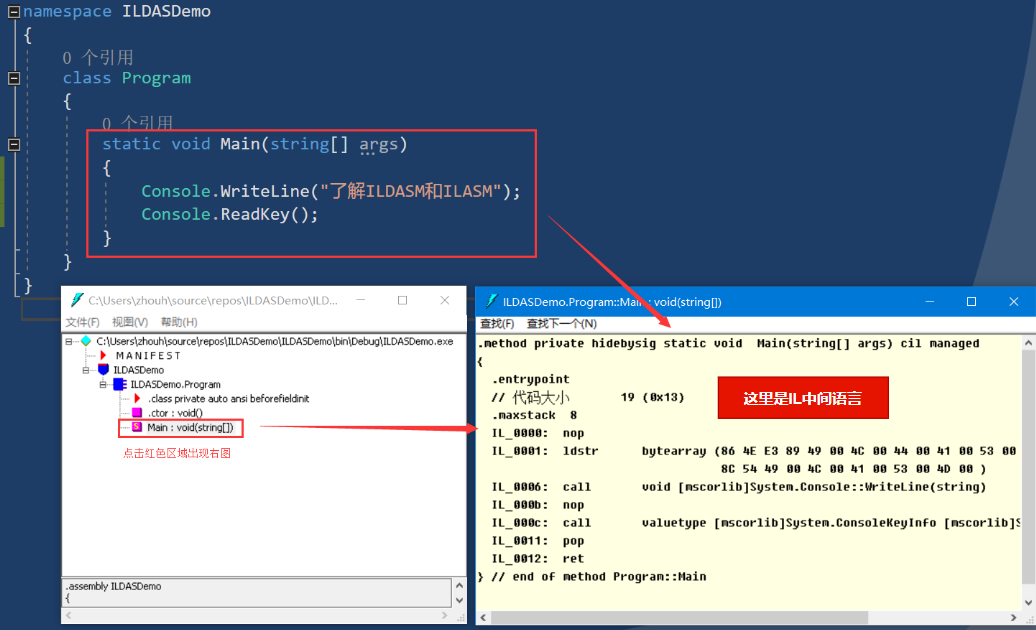 namespace ILDASDemo
{
0 个引用
class Program
{
0 个引用
static void Main(string[] args)
{
Console.WriteLine("了解ILDASM和ILASM");
Console.ReadKey();
}
}
}
C:\Users\zhouh\source\repos\ILDASDemo\ILD...
文件(F) 视图(V) 帮助(H)
C:\Users\zhouh\source\repos\ILDASDemo\ILDASDemo\bin\Debug\ILDASDemo.exe
MANIFEST
ILDASDemo
ILDASDemo.Program
.class private auto ansi beforefieldinit
.ctor : void()
S Main : void(string[])
点击红色区域出现右图
.assembly ILDASDemo
{
ILDASDemo.Program::Main : void(string[])
查找(F) 查找下一个(N)
.method private hidebysig static void  Main(string[] args) cil managed
{
.entrypoint
// 代码大小 19 (0x13)
.maxstack 8
IL_0000: nop
IL_0001: ldstr bytearray (86 4E E3 89 49 00 4C 00 44 00 41 00 53 00
8C 54 49 00 4C 00 41 00 53 00 4D 00 )
IL_0006: call void [mscorlib]System.Console::WriteLine(string)
IL_000b: nop
IL_000c: call valuetype [mscorlib]System.ConsoleKeyInfo [mscorlib]S
IL_0011: pop
IL_0012: ret
} // end of method Program::Main
这里是IL中间语言